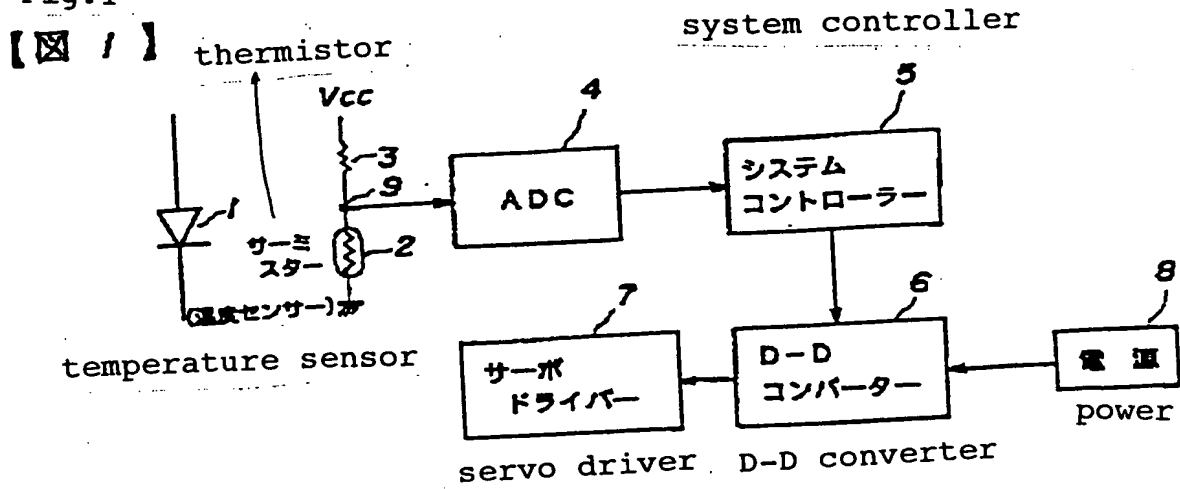 Fig.1
【図 1】
thermistor
system controller
Vcc
3
9
4
ADC
5
システム
コントローラー
1
サーミ
スター
2
(温度センサー)
temperature sensor
7
サーボ
ドライバー
servo driver
6
D-D
コンバーター
D-D converter
8
電源
power